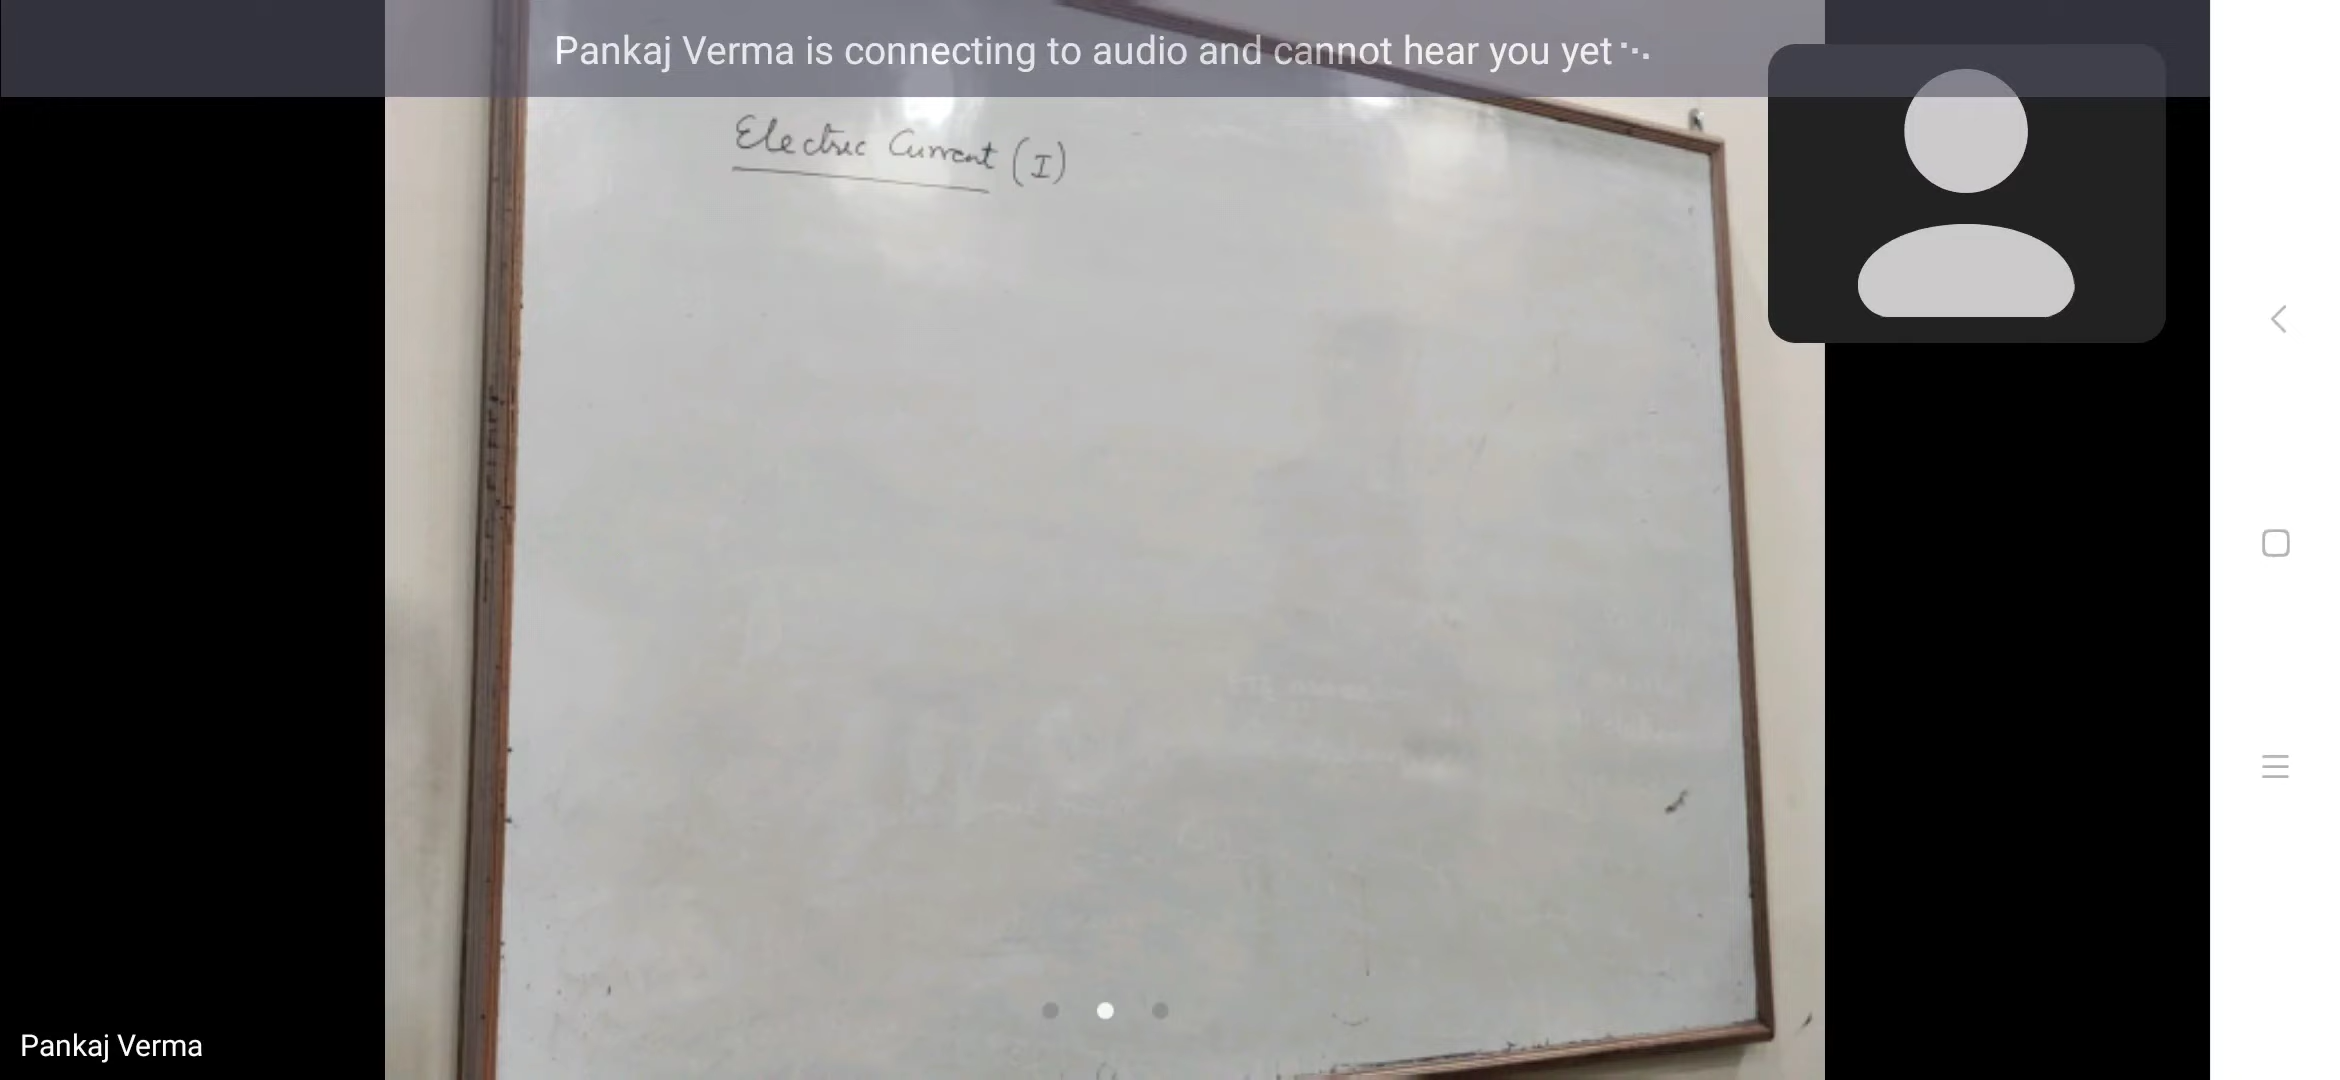 Pankaj Verma is connecting to audio and cannot hear you yet
Electric Current (I)
Pankaj Verma